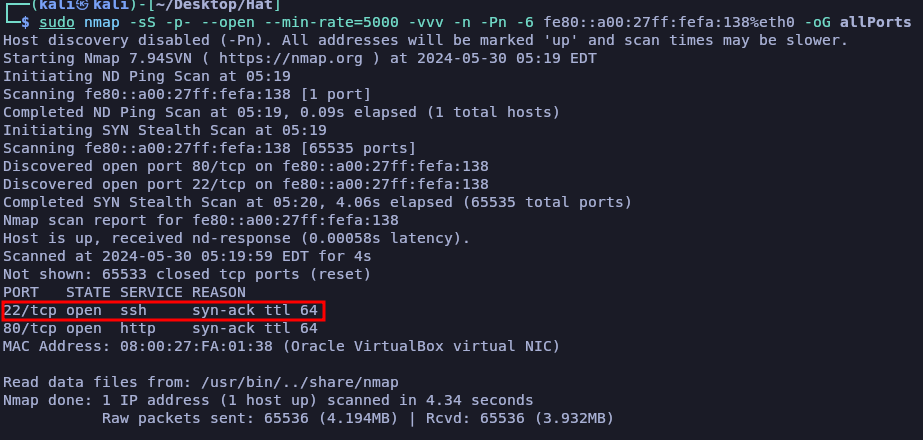 ┌──(kali㉿kali)-[~/Desktop/Hat]
└─$ sudo nmap -sS -p- --open --min-rate=5000 -vvv -n -Pn -6 fe80::a00:27ff:fefa:138%eth0 -oG allPorts
Host discovery disabled (-Pn). All addresses will be marked 'up' and scan times may be slower.
Starting Nmap 7.94SVN ( https://nmap.org ) at 2024-05-30 05:19 EDT
Initiating ND Ping Scan at 05:19
Scanning fe80::a00:27ff:fefa:138 [1 port]
Completed ND Ping Scan at 05:19, 0.09s elapsed (1 total hosts)
Initiating SYN Stealth Scan at 05:19
Scanning fe80::a00:27ff:fefa:138 [65535 ports]
Discovered open port 80/tcp on fe80::a00:27ff:fefa:138
Discovered open port 22/tcp on fe80::a00:27ff:fefa:138
Completed SYN Stealth Scan at 05:20, 4.06s elapsed (65535 total ports)
Nmap scan report for fe80::a00:27ff:fefa:138
Host is up, received nd-response (0.00058s latency).
Scanned at 2024-05-30 05:19:59 EDT for 4s
Not shown: 65533 closed tcp ports (reset)
PORT   STATE SERVICE REASON
22/tcp open  ssh     syn-ack ttl 64
80/tcp open  http    syn-ack ttl 64
MAC Address: 08:00:27:FA:01:38 (Oracle VirtualBox virtual NIC)
Read data files from: /usr/bin/../share/nmap
Nmap done: 1 IP address (1 host up) scanned in 4.34 seconds
           Raw packets sent: 65536 (4.194MB) | Rcvd: 65536 (3.932MB)